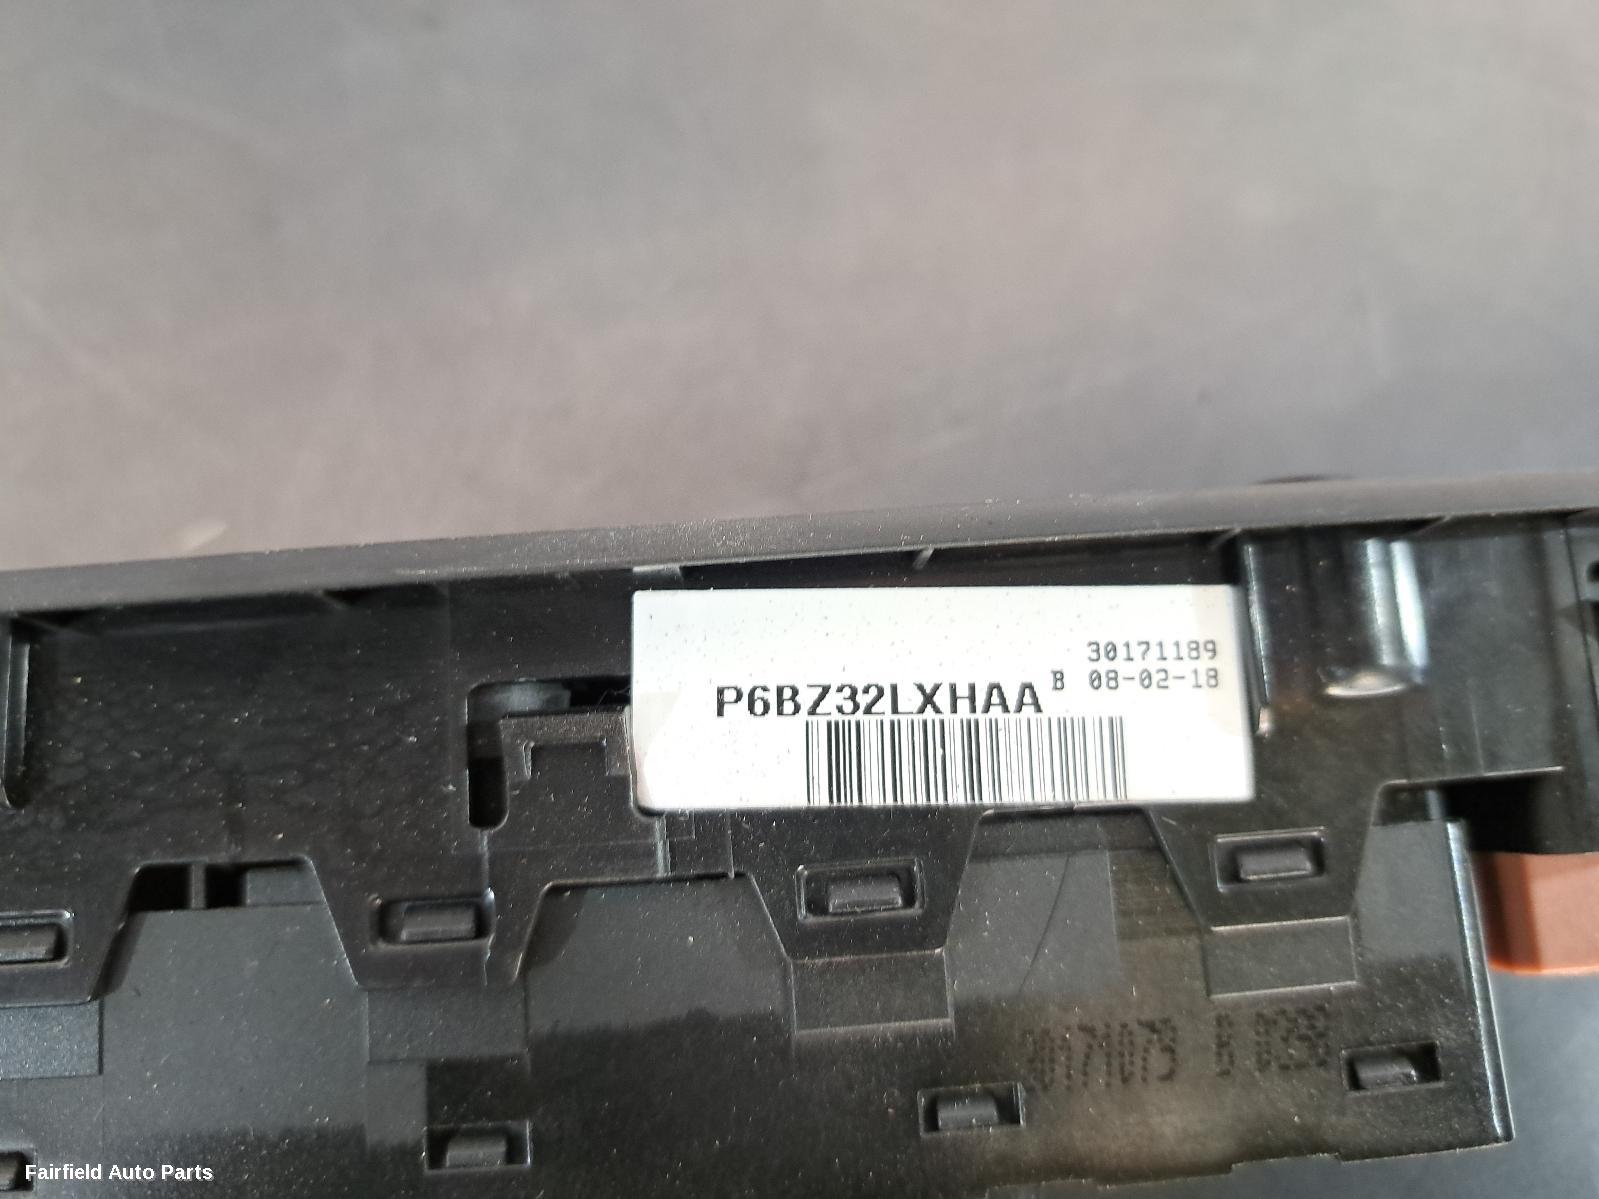 30171189
P6BZ32LXHAA B 08-02-18
Fairfield Auto Parts